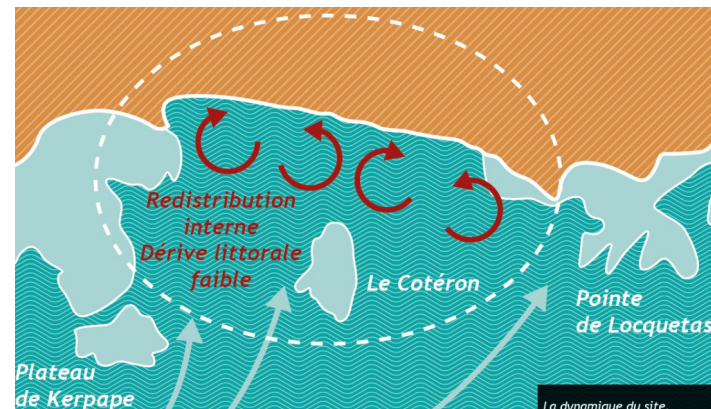 Redistribution
interne
Dérive littorale
faible
Le Cotéron
Pointe
de Locquetas
Plateau
de Kerpape
La dynamique du site